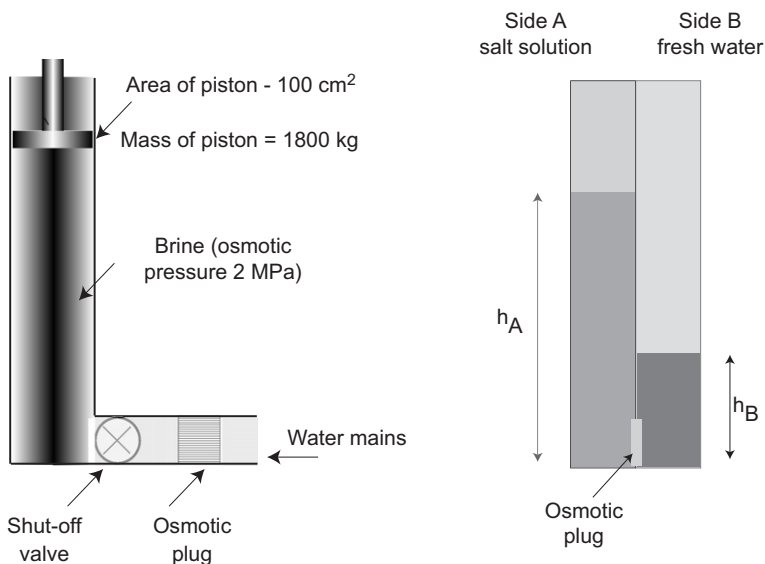 Area of piston - 100 cm²
Mass of piston = 1800 kg
Brine (osmotic
pressure 2 MPa)
Water mains
Shut-off
valve
Osmotic
plug
Side A
salt solution
Side B
fresh water
hA
hB
Osmotic
plug